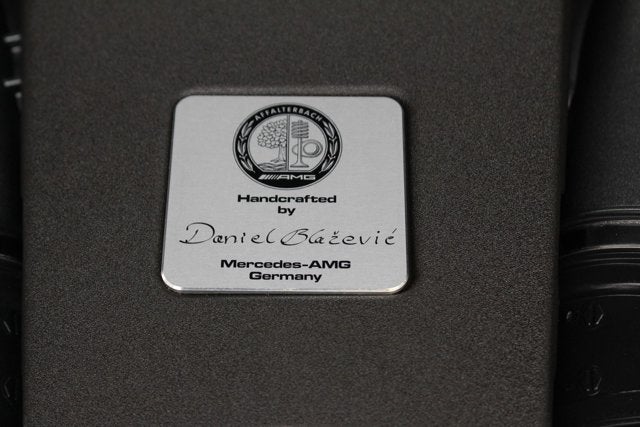 AFFALTERBACH
AMG
Handcrafted
by
Daniel Blažević
Mercedes-AMG
Germany